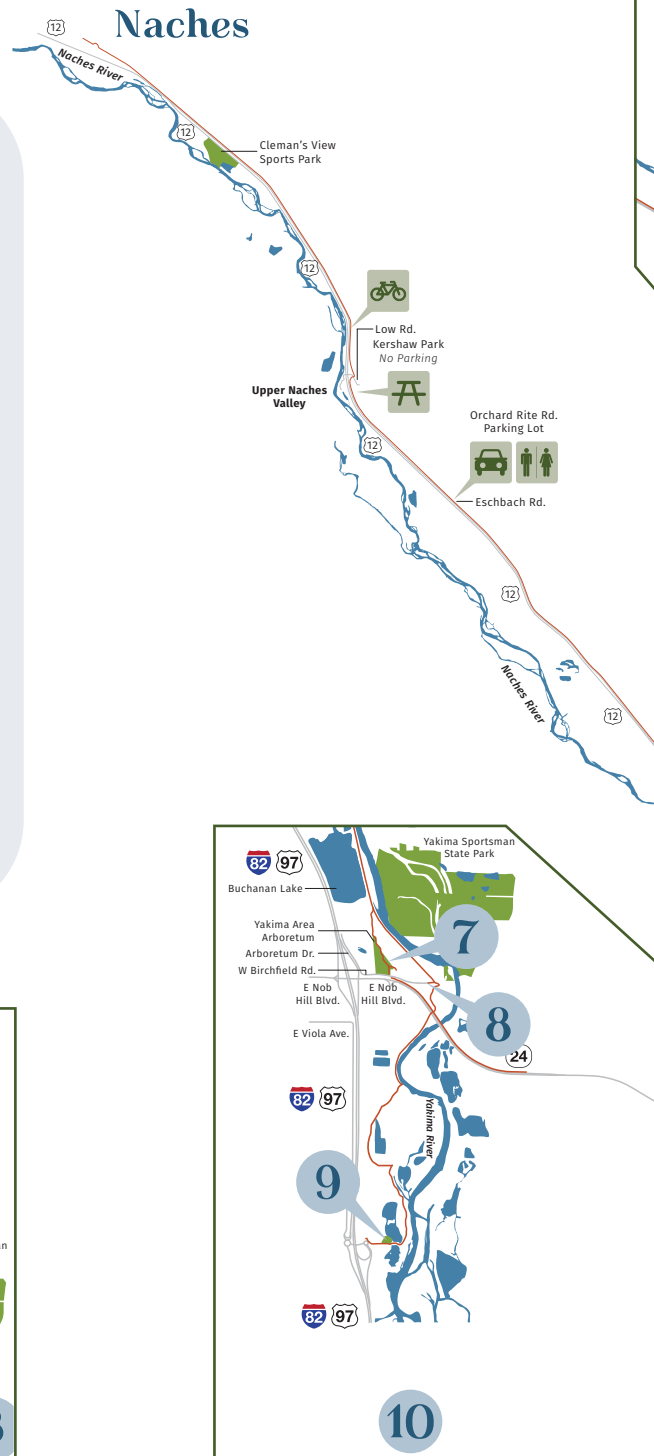 Naches
12
Naches River
12
Cleman's View
Sports Park
12
Low Rd.
Kershaw Park
No Parking
Upper Naches
Valley
12
Orchard Rite Rd.
Parking Lot
Eschbach Rd.
12
Naches River
12
Yakima Sportsman
State Park
82 97
Buchanan Lake
Yakima Area
Arboretum
7
Arboretum Dr.
W Birchfield Rd.
E Nob
Hill Blvd.
E Nob
Hill Blvd.
8
E Viola Ave.
24
82 97
Yakima River
9
82 97
10